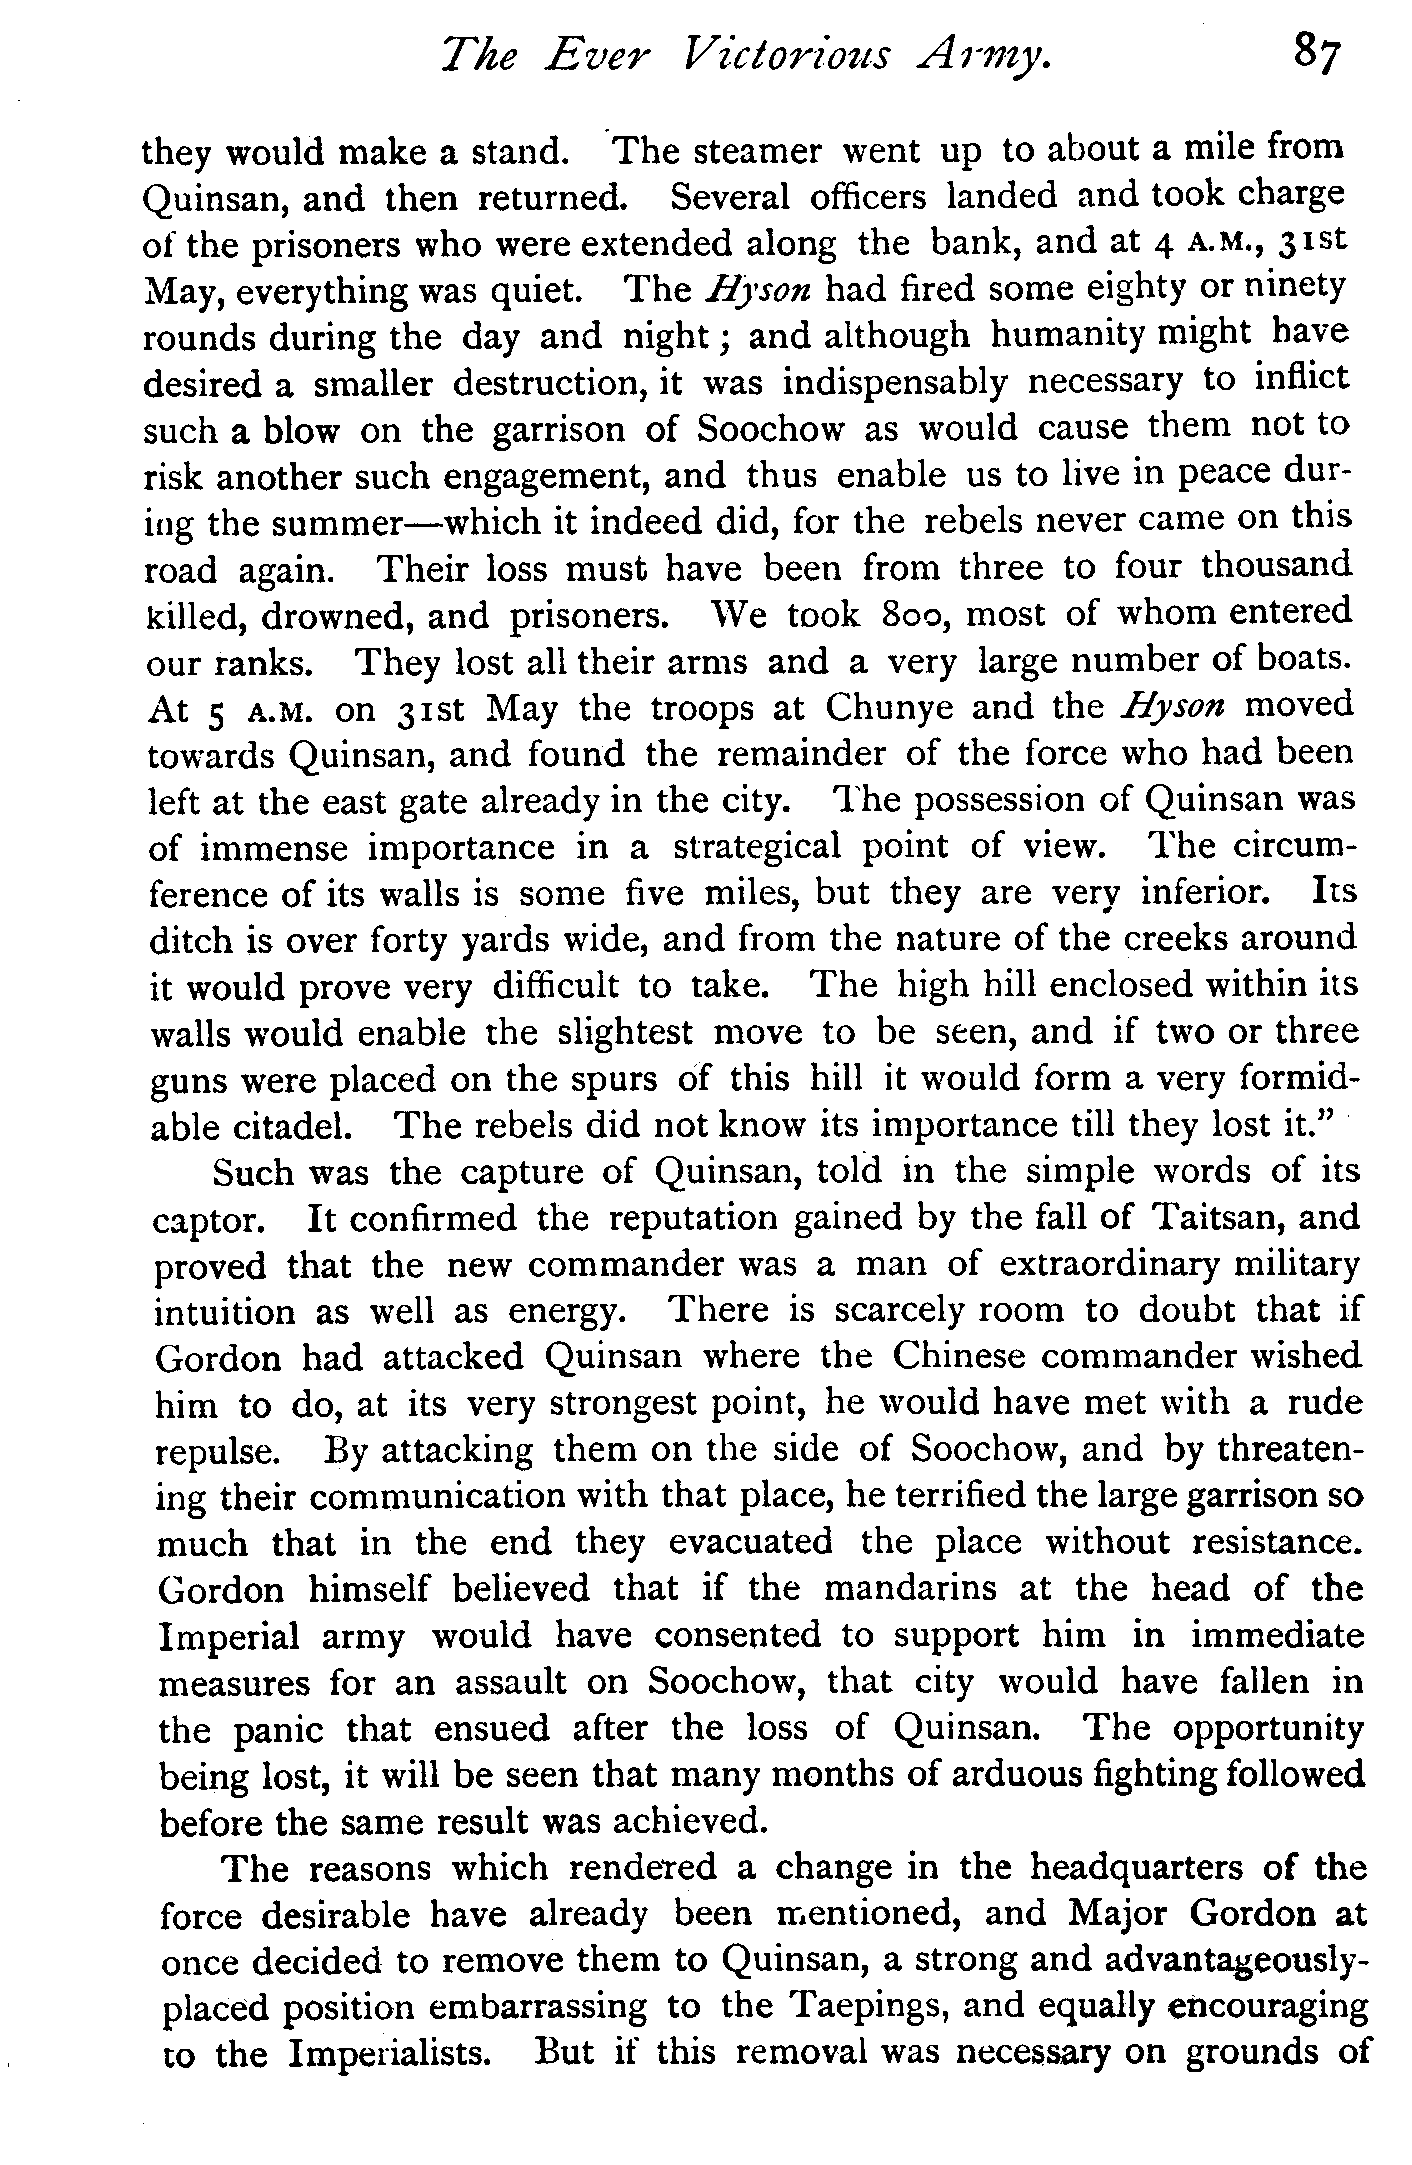 The Ever Victorious Army. 87
they would make a stand. The steamer went up to about a mile from
Quinsan, and then returned. Several officers landed and took charge
of the prisoners who were extended along the bank, and at 4 A.M., 31st
May, everything was quiet. The Hyson had fired some eighty or ninety
rounds during the day and night; and although humanity might have
desired a smaller destruction, it was indispensably necessary to inflict
such a blow on the garrison of Soochow as would cause them not to
risk another such engagement, and thus enable us to live in peace dur-
ing the summer—which it indeed did, for the rebels never came on this
road again. Their loss must have been from three to four thousand
killed, drowned, and prisoners. We took 800, most of whom entered
our ranks. They lost all their arms and a very large number of boats.
At 5 A.M. on 31st May the troops at Chunye and the Hyson moved
towards Quinsan, and found the remainder of the force who had been
left at the east gate already in the city. The possession of Quinsan was
of immense importance in a strategical point of view. The circum-
ference of its walls is some five miles, but they are very inferior. Its
ditch is over forty yards wide, and from the nature of the creeks around
it would prove very difficult to take. The high hill enclosed within its
walls would enable the slightest move to be seen, and if two or three
guns were placed on the spurs of this hill it would form a very formid-
able citadel. The rebels did not know its importance till they lost it.”
Such was the capture of Quinsan, told in the simple words of its
captor. It confirmed the reputation gained by the fall of Taitsan, and
proved that the new commander was a man of extraordinary military
intuition as well as energy. There is scarcely room to doubt that if
Gordon had attacked Quinsan where the Chinese commander wished
him to do, at its very strongest point, he would have met with a rude
repulse. By attacking them on the side of Soochow, and by threaten-
ing their communication with that place, he terrified the large garrison so
much that in the end they evacuated the place without resistance.
Gordon himself believed that if the mandarins at the head of the
Imperial army would have consented to support him in immediate
measures for an assault on Soochow, that city would have fallen in
the panic that ensued after the loss of Quinsan. The opportunity
being lost, it will be seen that many months of arduous fighting followed
before the same result was achieved.
The reasons which rendered a change in the headquarters of the
force desirable have already been mentioned, and Major Gordon at
once decided to remove them to Quinsan, a strong and advantageously-
placed position embarrassing to the Taepings, and equally encouraging
to the Imperialists. But if this removal was necessary on grounds of